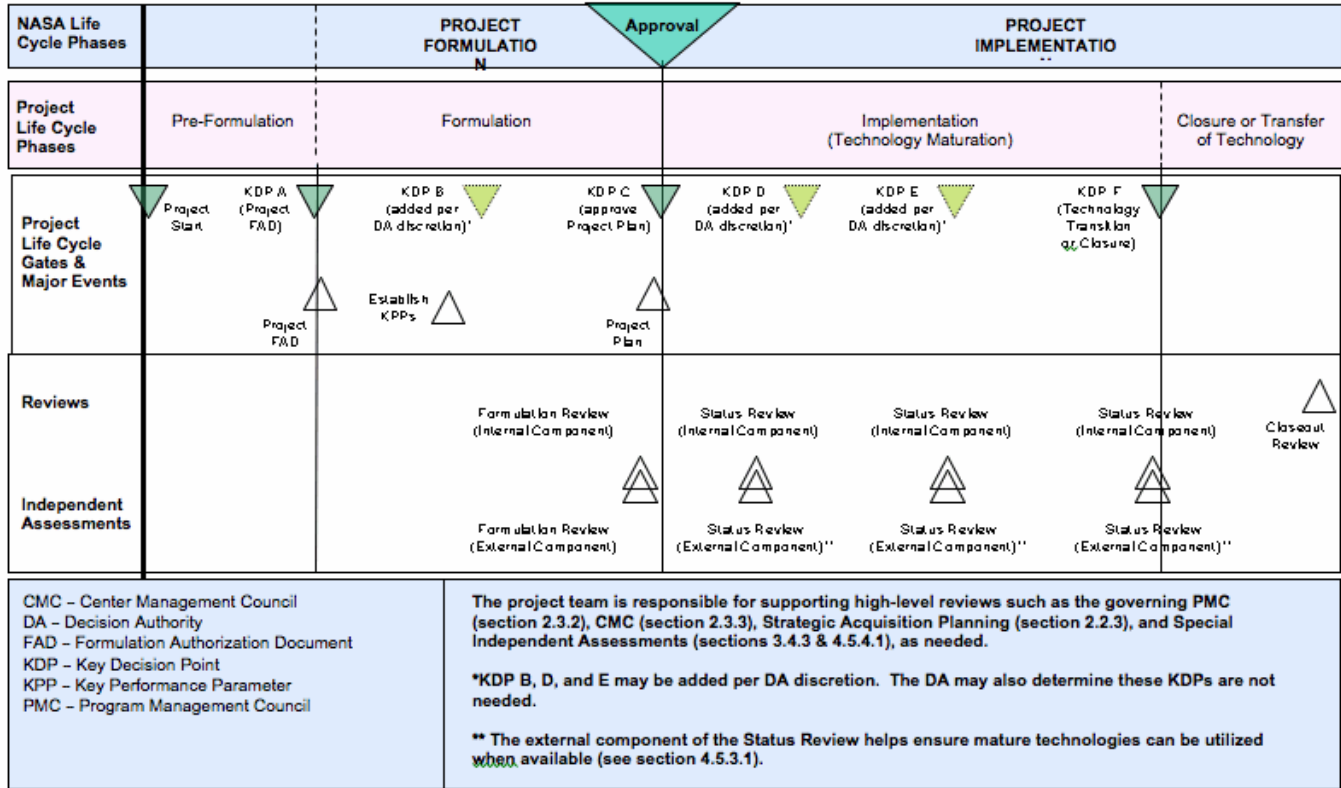 NASA Life
Cycle Phases
PROJECT
FORMULATIO
N
Approval
PROJECT
IMPLEMENTATIO
Project
Life Cycle
Phases
Pre-Formulation
Formulation
Implementation
(Technology Maturation)
Closure or Transfer
of Technology
Project
Life Cycle
Gates &
Major Events
Project
Start
KDP A
(Project
FAD)
KDP B
(added per
DA discretion)*
KDP C
(approve
Project Plan)
KDP D
(added per
DA discretion)*
KDP E
(added per
DA discretion)*
KDP F
(Technology
Transition
or Closure)
Project
FAD
Establish
KPPs
Project
Plan
Reviews
Formulation Review
(Internal Component)
Status Review
(Internal Component)
Status Review
(Internal Component)
Status Review
(Internal Component)
Closeout
Review
Independent
Assessments
Formulation Review
(External Component)
Status Review
(External Component)**
Status Review
(External Component)**
Status Review
(External Component)**
CMC – Center Management Council
DA – Decision Authority
FAD – Formulation Authorization Document
KDP – Key Decision Point
KPP – Key Performance Parameter
PMC – Program Management Council
The project team is responsible for supporting high-level reviews such as the governing PMC
(section 2.3.2), CMC (section 2.3.3), Strategic Acquisition Planning (section 2.2.3), and Special
Independent Assessments (sections 3.4.3 & 4.5.4.1), as needed.
*KDP B, D, and E may be added per DA discretion.  The DA may also determine these KDPs are not
needed.
** The external component of the Status Review helps ensure mature technologies can be utilized
when available (see section 4.5.3.1).